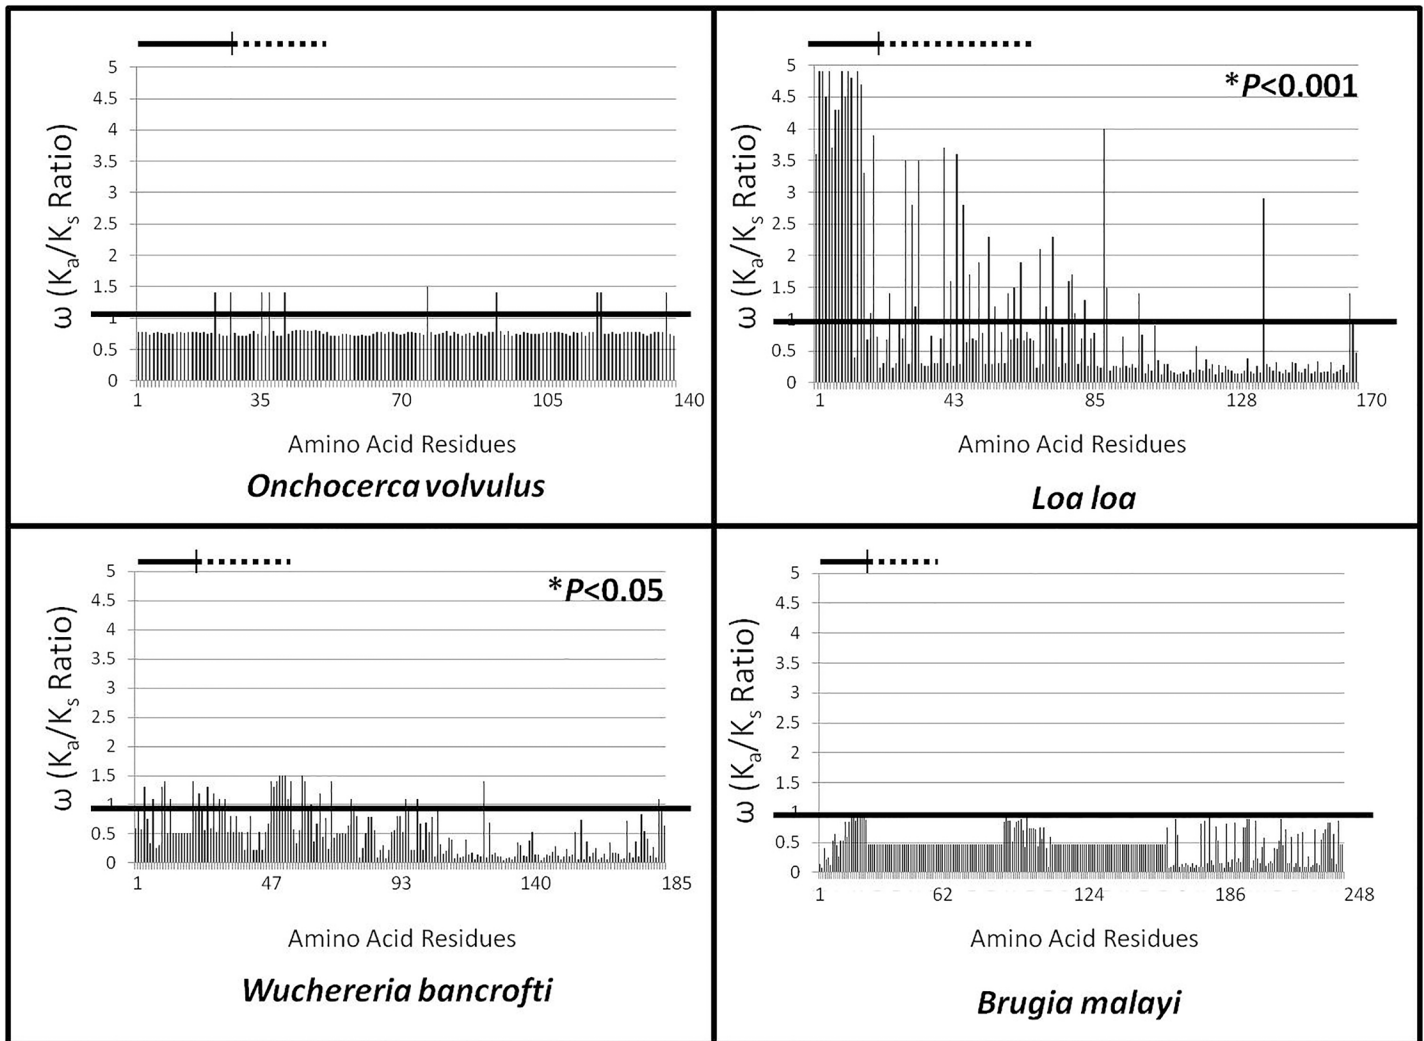 5
4.5
4
3.5
3
2.5
2
1.5
1
0.5
0
ω (Ka/Ks Ratio)
1 35 70 105 140
Amino Acid Residues
Onchocerca volvulus
*P<0.001
5
4.5
4
3.5
3
2.5
2
1.5
1
0.5
0
ω (Ka/Ks Ratio)
1 43 85 128 170
Amino Acid Residues
Loa loa
*P<0.05
5
4.5
4
3.5
3
2.5
2
1.5
1
0.5
0
ω (Ka/Ks Ratio)
1 47 93 140 185
Amino Acid Residues
Wuchereria bancrofti
5
4.5
4
3.5
3
2.5
2
1.5
1
0.5
0
ω (Ka/Ks Ratio)
1 62 124 186 248
Amino Acid Residues
Brugia malayi